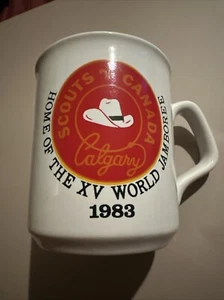 SCOUTS CANADA
Calgary
HOME OF THE XV WORLD JAMBOREE
1983